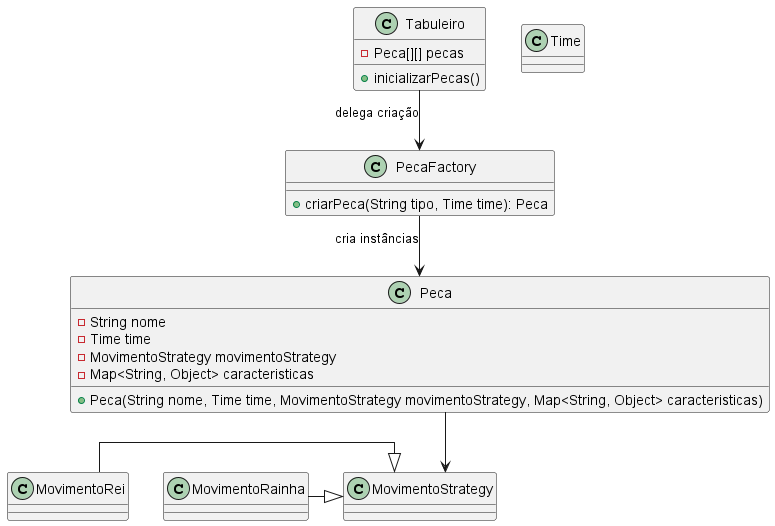 C Tabuleiro
Peca[][] pecas
inicializarPecas()
C Time
delega criação
C PecaFactory
criarPeca(String tipo, Time time): Peca
cria instâncias
C Peca
String nome
Time time
MovimentoStrategy movimentoStrategy
Map<String, Object> caracteristicas
Peca(String nome, Time time, MovimentoStrategy movimentoStrategy, Map<String, Object> caracteristicas)
C MovimentoRei
C MovimentoRainha
C MovimentoStrategy